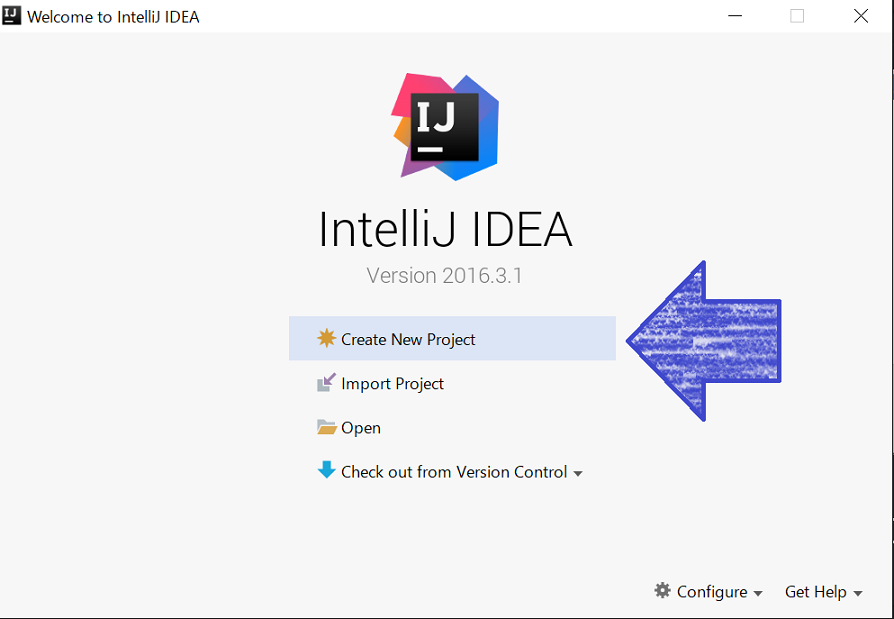 Welcome to IntelliJ IDEA
IJ
IntelliJ IDEA
Version 2016.3.1
Create New Project
Import Project
Open
Check out from Version Control
Configure
Get Help